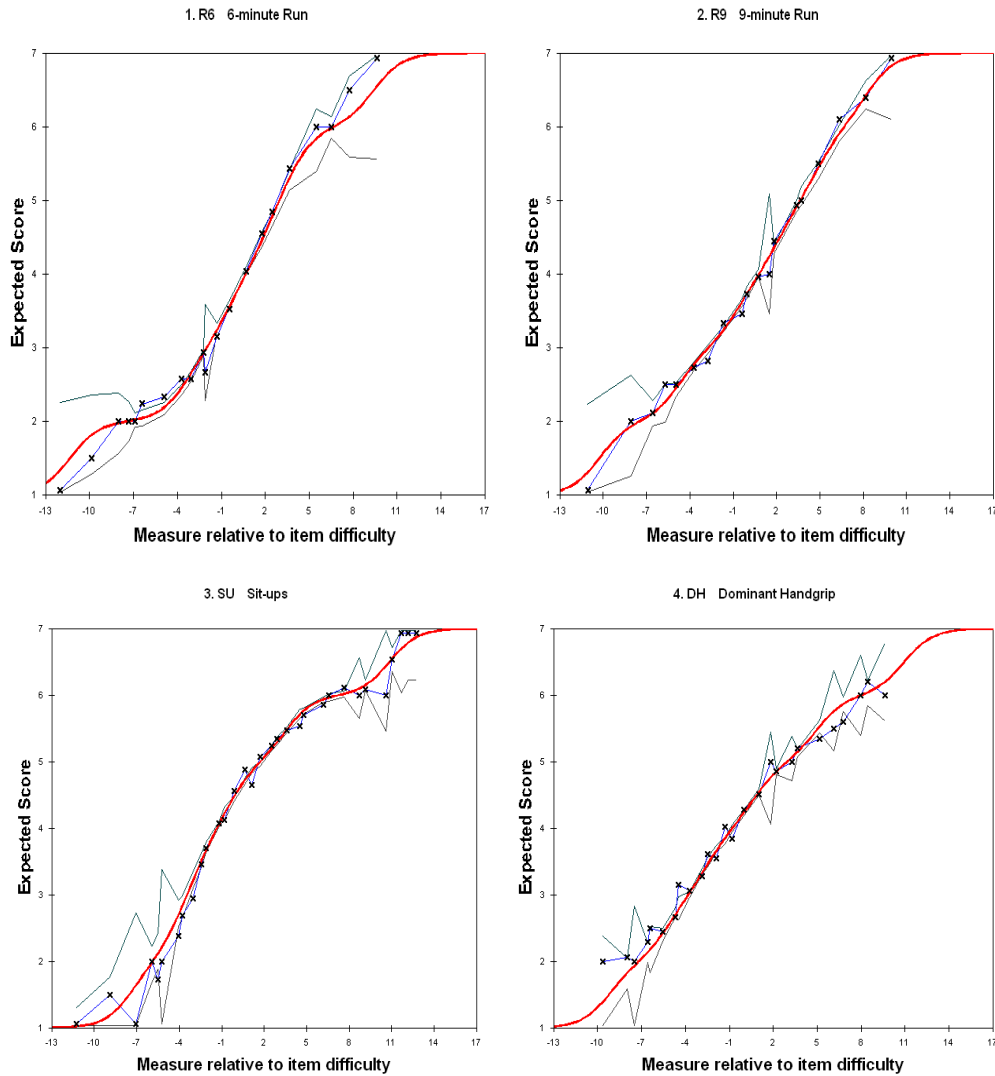 1. R6 6-minute Run
7
6
5
4
3
2
1
Expected Score
-13 -10 -7 -4 -1 2 5 8 11 14 17
Measure relative to item difficulty
2. R9 9-minute Run
7
6
5
4
3
2
1
Expected Score
-13 -10 -7 -4 -1 2 5 8 11 14 17
Measure relative to item difficulty
3. SU Sit-ups
7
6
5
4
3
2
1
Expected Score
-13 -10 -7 -4 -1 2 5 8 11 14 17
Measure relative to item difficulty
4. DH Dominant Handgrip
7
6
5
4
3
2
1
Expected Score
-13 -10 -7 -4 -1 2 5 8 11 14 17
Measure relative to item difficulty